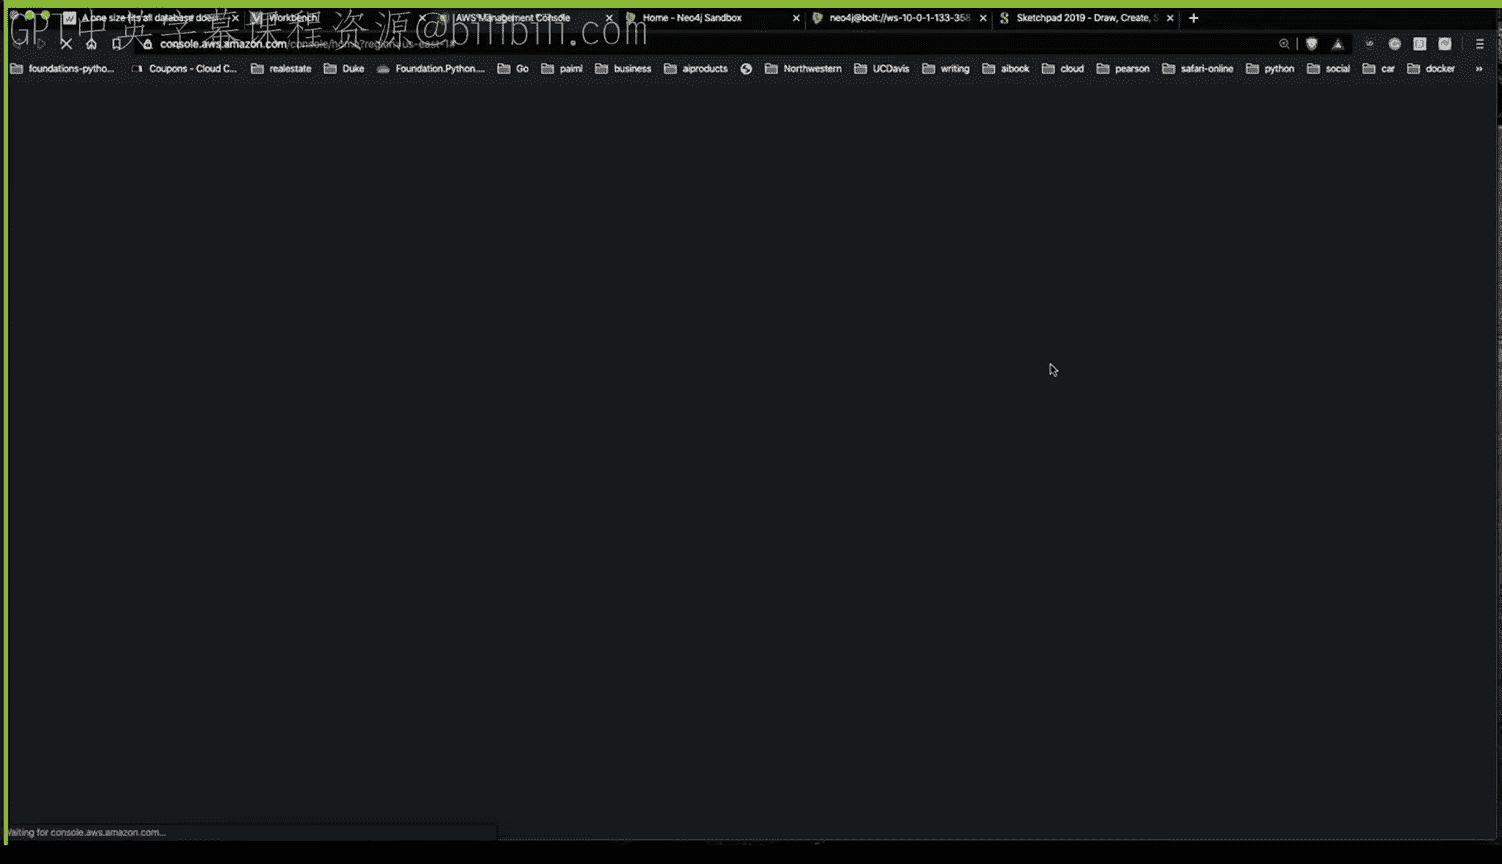 A one size fits all database doe Workbench AWS Management Console Home - Neo4j Sandbox neo4j@bolt://ws-10-0-1-133-358 Sketchpad 2019 - Draw, Create, S
GPT中英字幕课程资源@bilibili.com
console.aws.amazon.com/console/home?region=us-east-1#
foundations-pytho... Coupons - Cloud C... realestate Duke Foundation.Python.... Go paiml business aiproducts Northwestern UCDavis writing aibook cloud pearson safari-online python social car docker »
Waiting for console.aws.amazon.com...